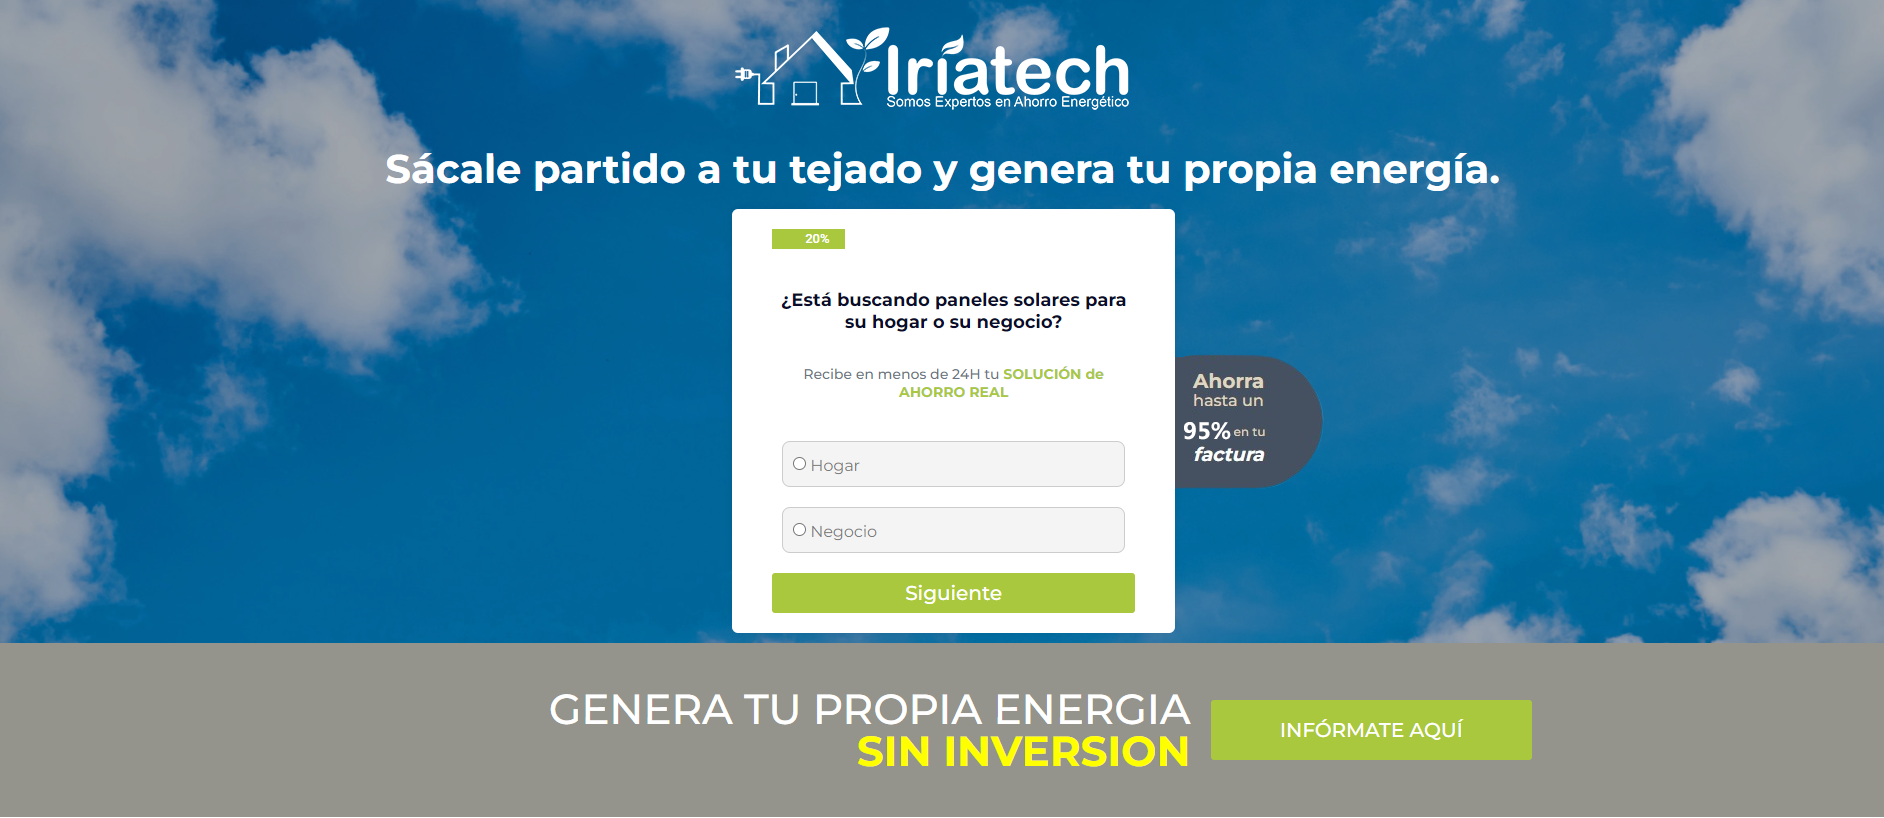 Iríatech
Somos Expertos en Ahorro Energético
Sácale partido a tu tejado y genera tu propia energía.
20%
¿Está buscando paneles solares para
su hogar o su negocio?
Recibe en menos de 24H tu SOLUCIÓN de
AHORRO REAL
Hogar
Negocio
Siguiente
Ahorra
hasta un
95% en tu
factura
GENERA TU PROPIA ENERGIA
SIN INVERSION
INFÓRMATE AQUÍ